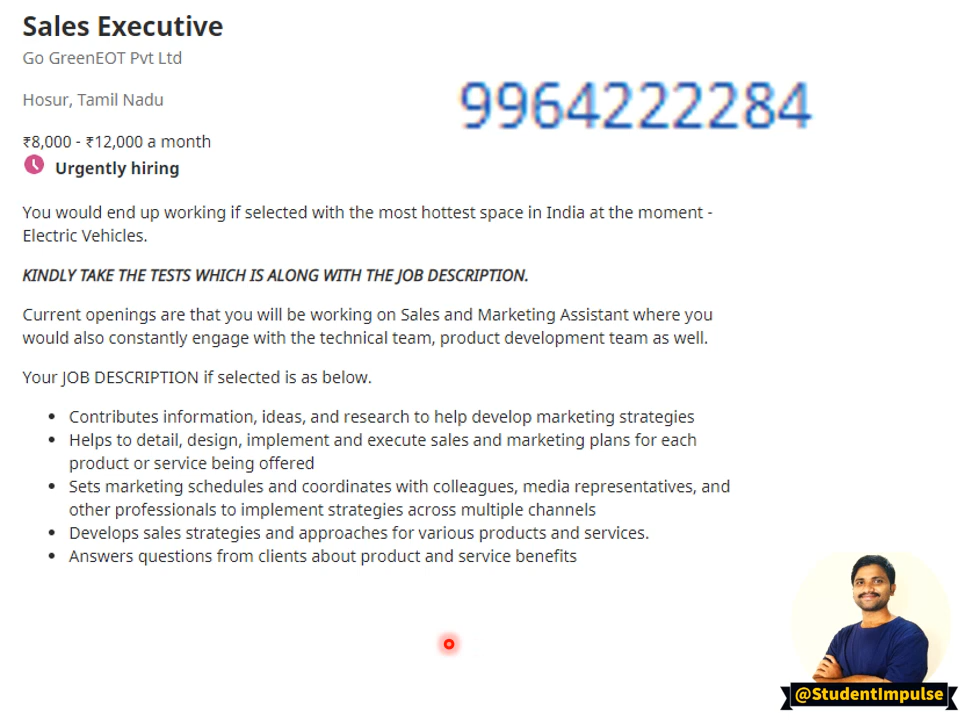 Sales Executive
Go GreenEOT Pvt Ltd
Hosur, Tamil Nadu
9964222284
₹8,000 - ₹12,000 a month
Urgently hiring
You would end up working if selected with the most hottest space in India at the moment -
Electric Vehicles.
KINDLY TAKE THE TESTS WHICH IS ALONG WITH THE JOB DESCRIPTION.
Current openings are that you will be working on Sales and Marketing Assistant where you
would also constantly engage with the technical team, product development team as well.
Your JOB DESCRIPTION if selected is as below.
• Contributes information, ideas, and research to help develop marketing strategies
• Helps to detail, design, implement and execute sales and marketing plans for each
product or service being offered
• Sets marketing schedules and coordinates with colleagues, media representatives, and
other professionals to implement strategies across multiple channels
• Develops sales strategies and approaches for various products and services.
• Answers questions from clients about product and service benefits
@StudentImpulse